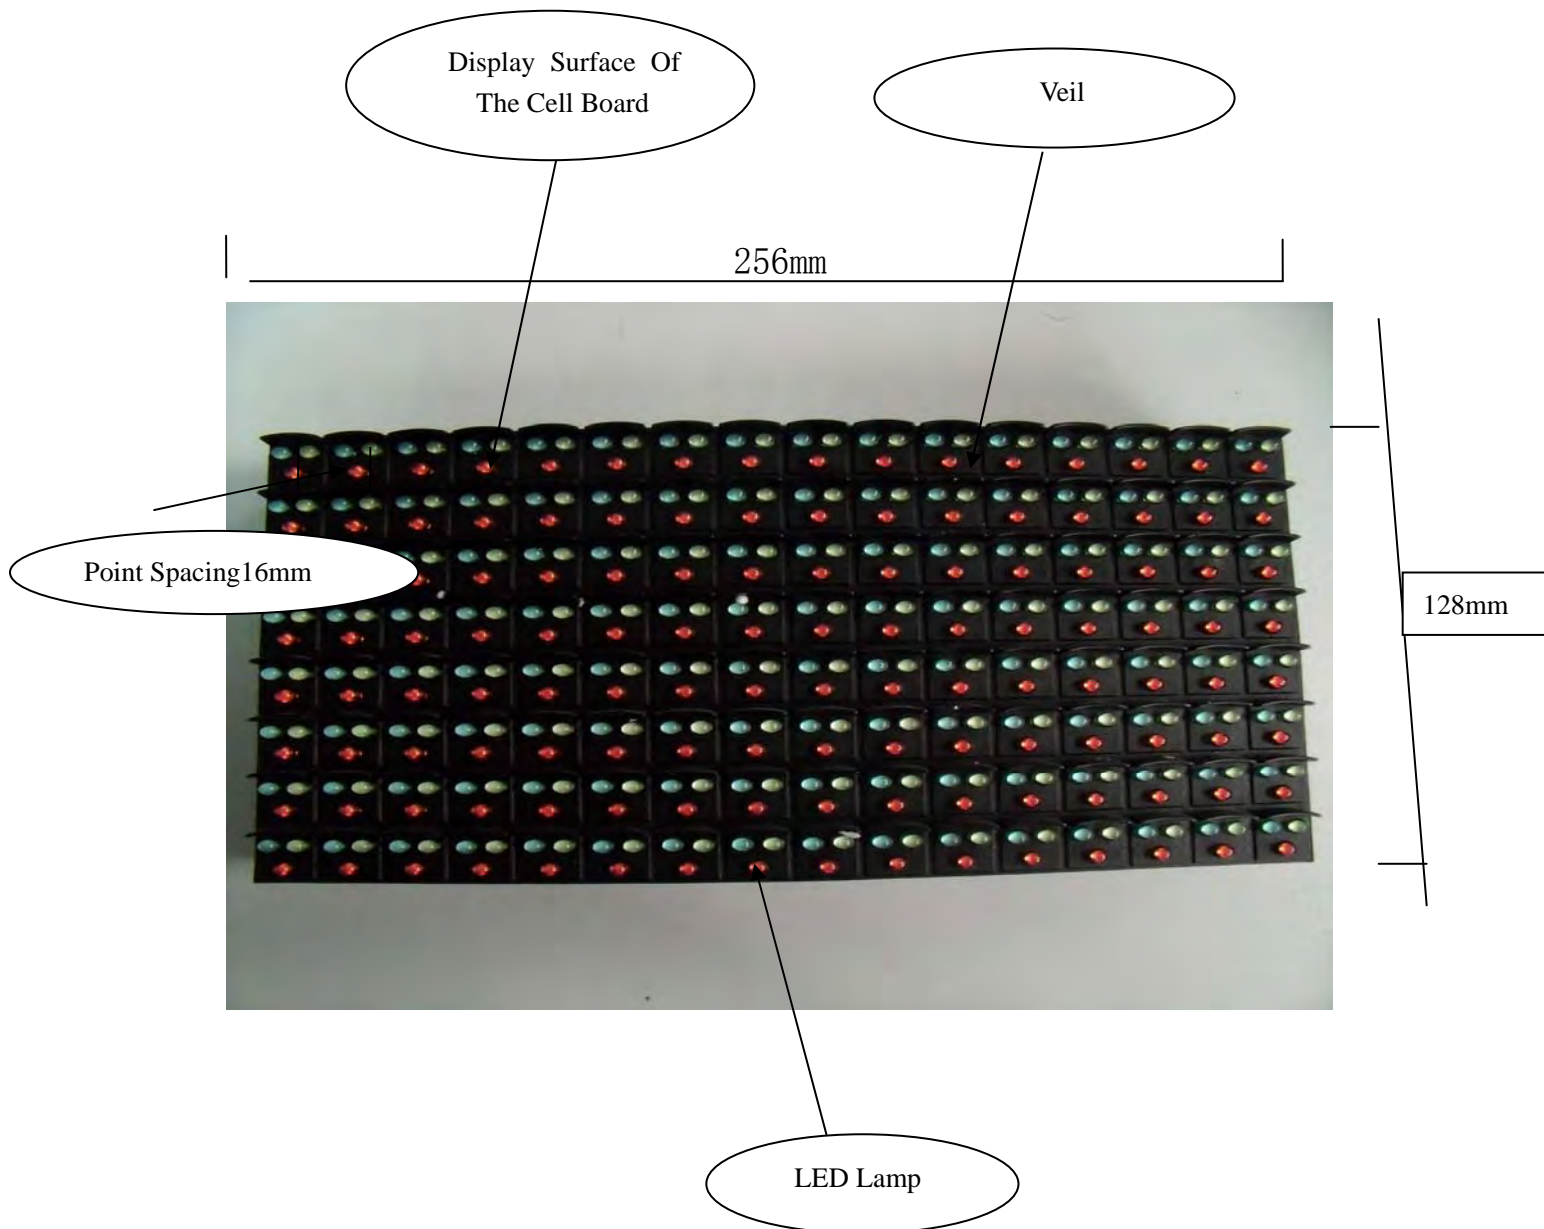 Display Surface Of
The Cell Board
Veil
256mm
Point Spacing16mm
128mm
LED Lamp